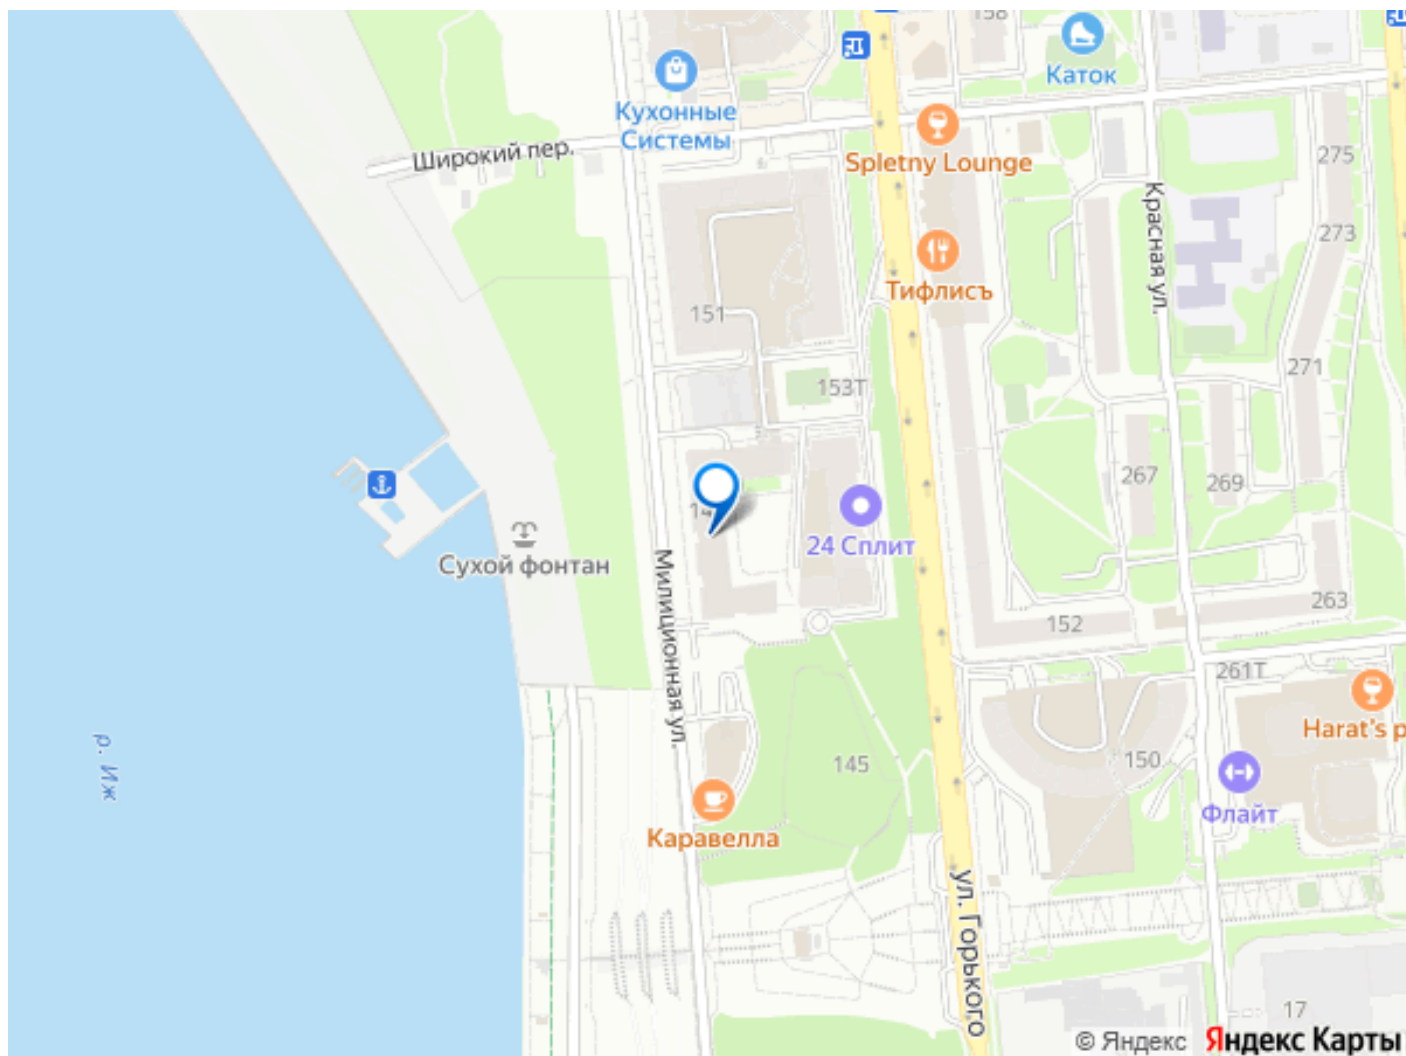 158
Каток
Кухонные
Системы
Широкий пер.
Spletny Lounge
275
Красная ул.
273
Тифлисъ
151
271
153Т
267
269
24 Сплит
Сухой фонтан
Милиционная ул.
263
152
261Т
р. Иж
145
150
Harat's p
Флайт
Каравелла
ул. Горького
17
© Яндекс Яндекс Карты